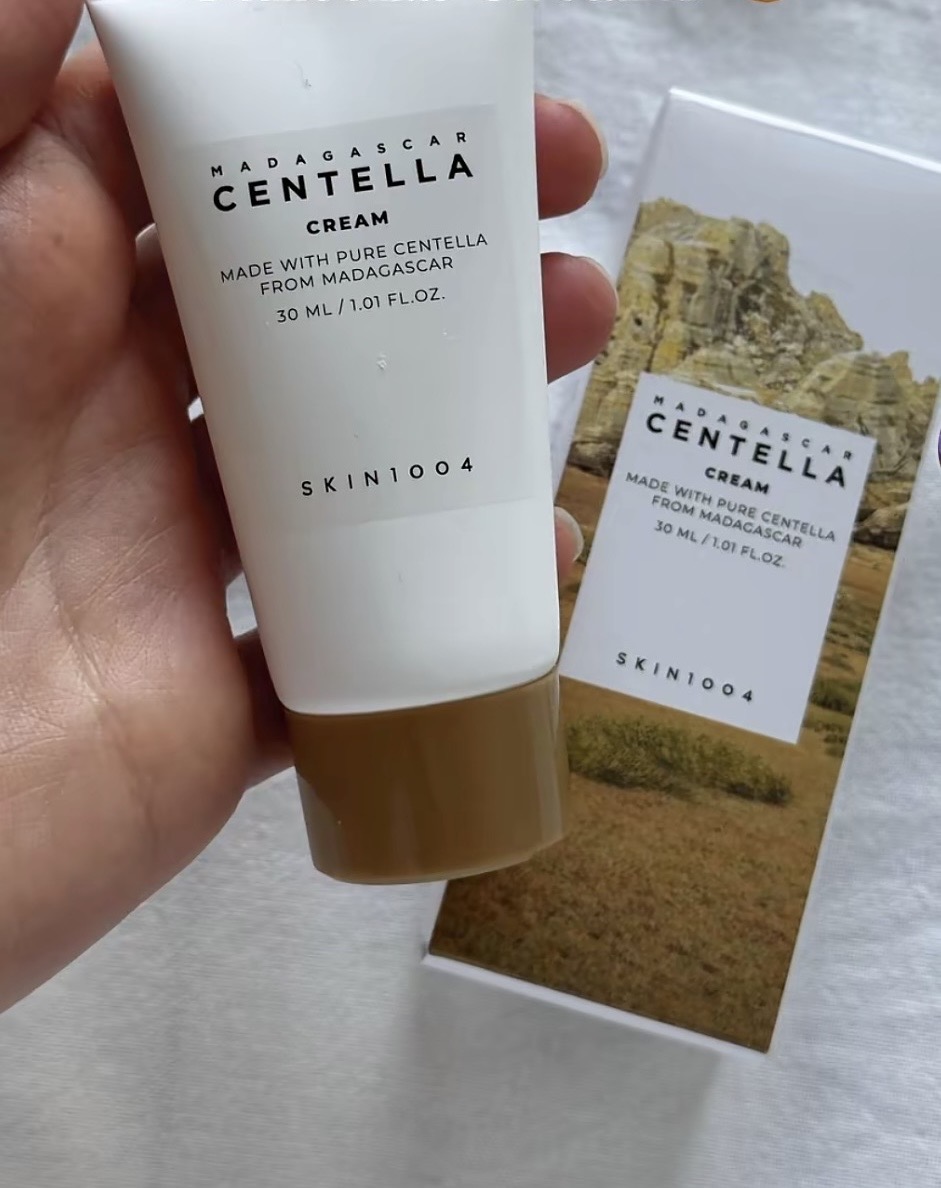 MADAGASCAR
CENTELLA
CREAM
MADE WITH PURE CENTELLA
FROM MADAGASCAR
30 ML / 1.01 FL.OZ.
SKIN1004
MADAGASCAR
CENTELLA
CREAM
MADE WITH PURE CENTELLA
FROM MADAGASCAR
30 ML / 1.01 FL.OZ.
SKIN1004